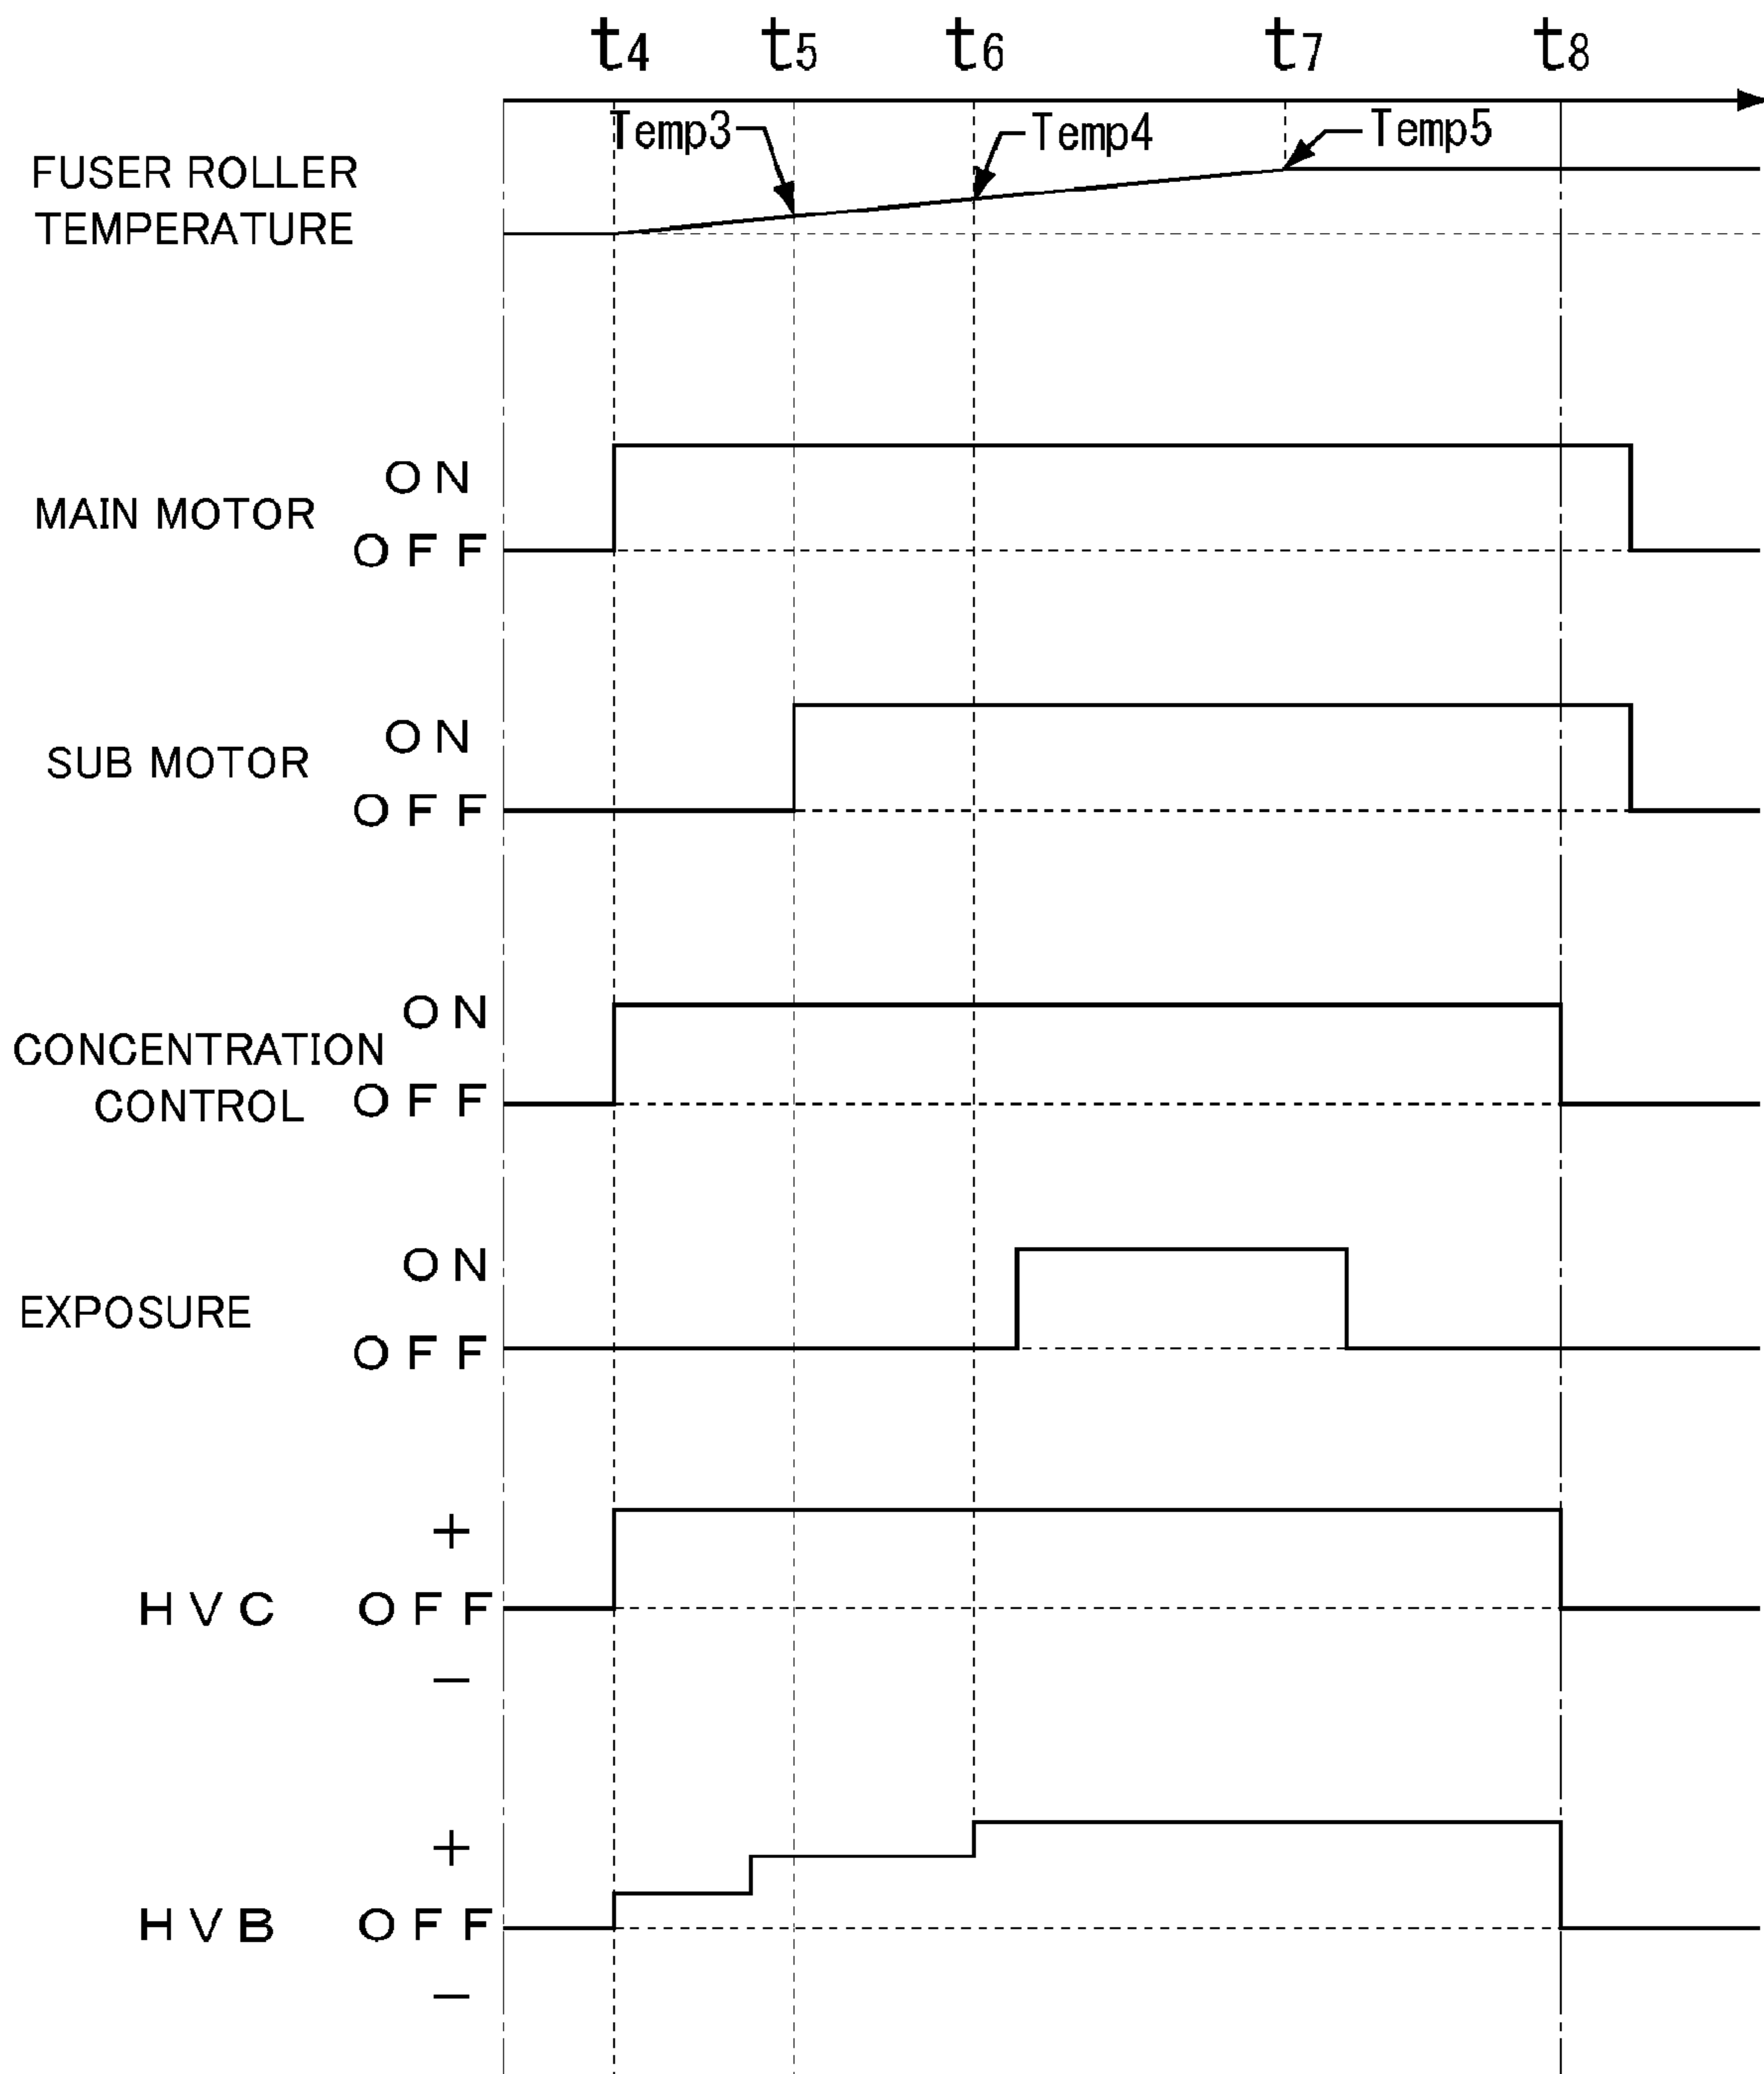 t4 t5 t6 t7 t8
Temp3 Temp4 Temp5
FUSER ROLLER
TEMPERATURE
ON
MAIN MOTOR
OFF
ON
SUB MOTOR
OFF
ON
CONCENTRATION
CONTROL OFF
ON
EXPOSURE
OFF
+
HVC OFF
−
+
HVB OFF
−